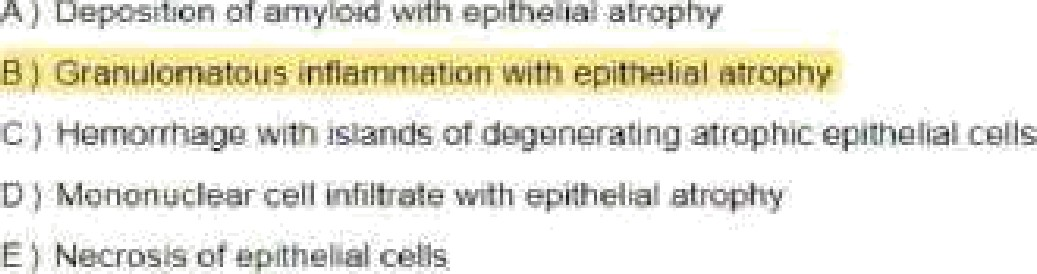 A ) Deposition of amyloid with epithelial atrophy
B ) Granulomatous inflammation with epithelial atrophy
C ) Hemorrhage with islands of degenerating atrophic epithelial cells
D ) Mononuclear cell infiltrate with epithelial atrophy
E ) Necrosis of epithelial cells